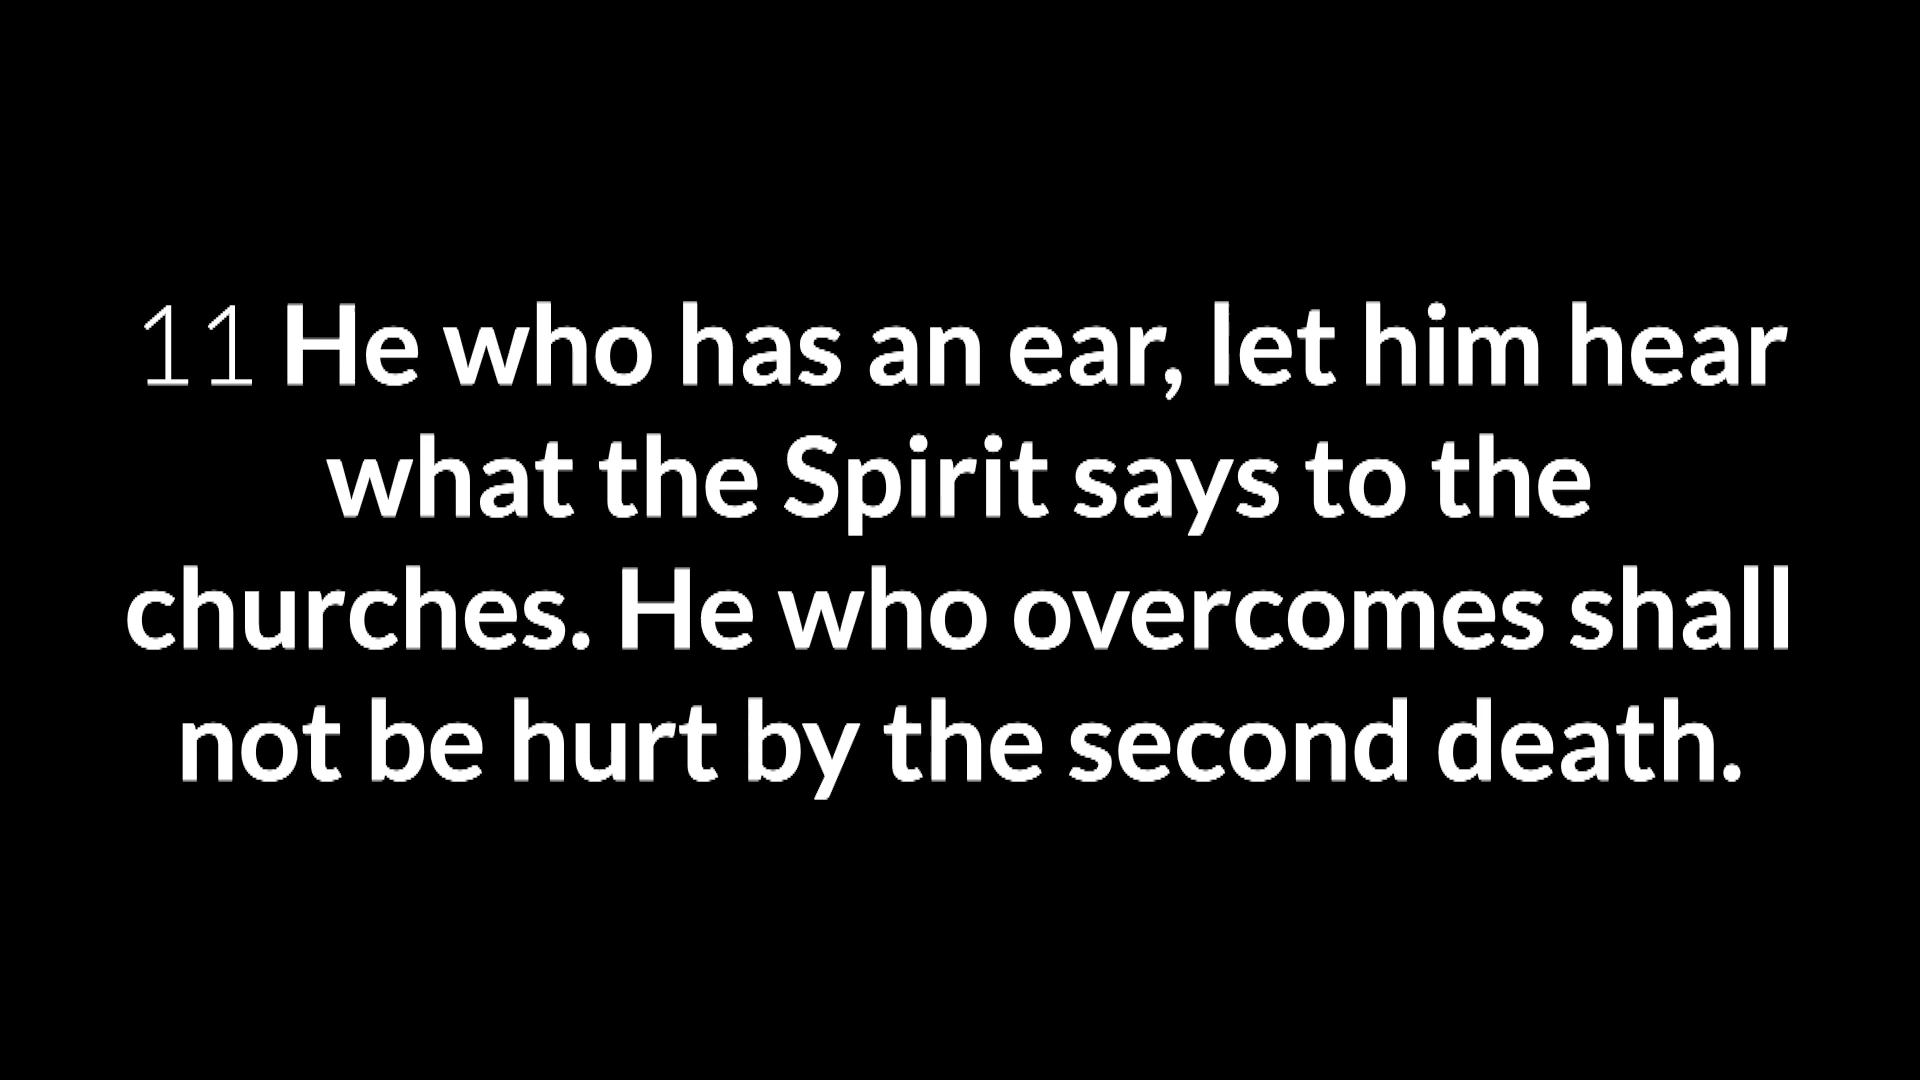 11 He who has an ear, let him hear
what the Spirit says to the
churches. He who overcomes shall
not be hurt by the second death.